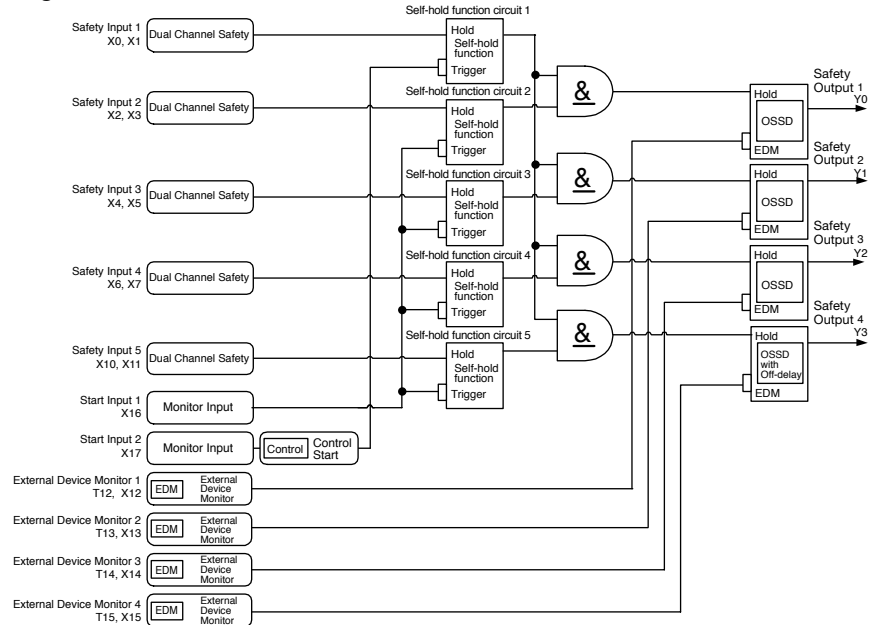 Self-hold function circuit 1
Safety Input 1
X0, X1
Dual Channel Safety
Hold
Self-hold
function
Trigger
Self-hold function circuit 2
Safety Input 2
X2, X3
Dual Channel Safety
Hold
Self-hold
function
Trigger
Self-hold function circuit 3
Safety Input 3
X4, X5
Dual Channel Safety
Hold
Self-hold
function
Trigger
Self-hold function circuit 4
Safety Input 4
X6, X7
Dual Channel Safety
Hold
Self-hold
function
Trigger
Self-hold function circuit 5
Safety Input 5
X10, X11
Dual Channel Safety
Hold
Self-hold
function
Trigger
Start Input 1
X16
Monitor Input
Start Input 2
X17
Monitor Input
Control
Control
Start
External Device Monitor 1
T12, X12
EDM
External
Device
Monitor
External Device Monitor 2
T13, X13
EDM
External
Device
Monitor
External Device Monitor 3
T14, X14
EDM
External
Device
Monitor
External Device Monitor 4
T15, X15
EDM
External
Device
Monitor
&
&
&
&
Safety
Output 1
Y0
Hold
OSSD
EDM
Safety
Output 2
Y1
Hold
OSSD
EDM
Safety
Output 3
Y2
Hold
OSSD
EDM
Safety
Output 4
Y3
Hold
OSSD
with
Off-delay
EDM